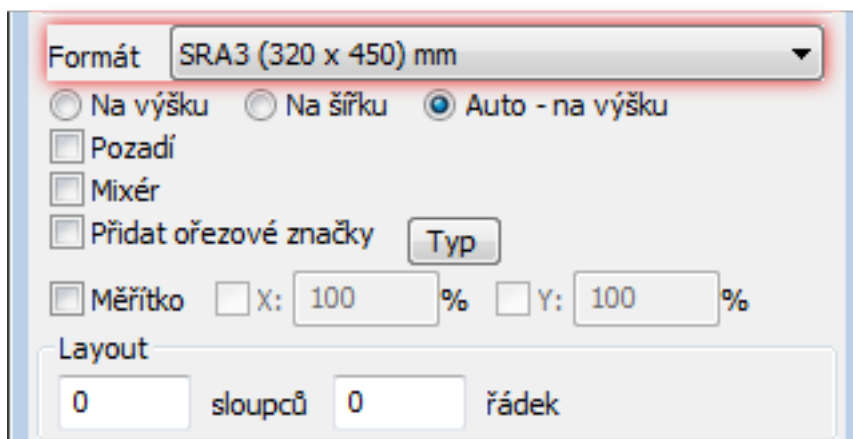 Formát SRA3 (320 x 450) mm
Na výšku Na šířku Auto - na výšku
Pozadí
Mixér
Přidat ořezové značky Typ
Měřítko X: 100 % Y: 100 %
Layout
0 sloupců 0 řádek